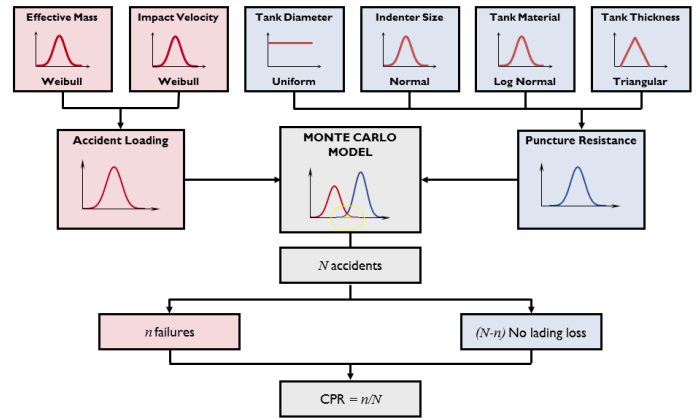 Effective Mass
Weibull
Impact Velocity
Weibull
Tank Diameter
Uniform
Indenter Size
Normal
Tank Material
Log Normal
Tank Thickness
Triangular
Accident Loading
MONTE CARLO
MODEL
Puncture Resistance
N accidents
n failures
(N-n) No lading loss
CPR = n/N